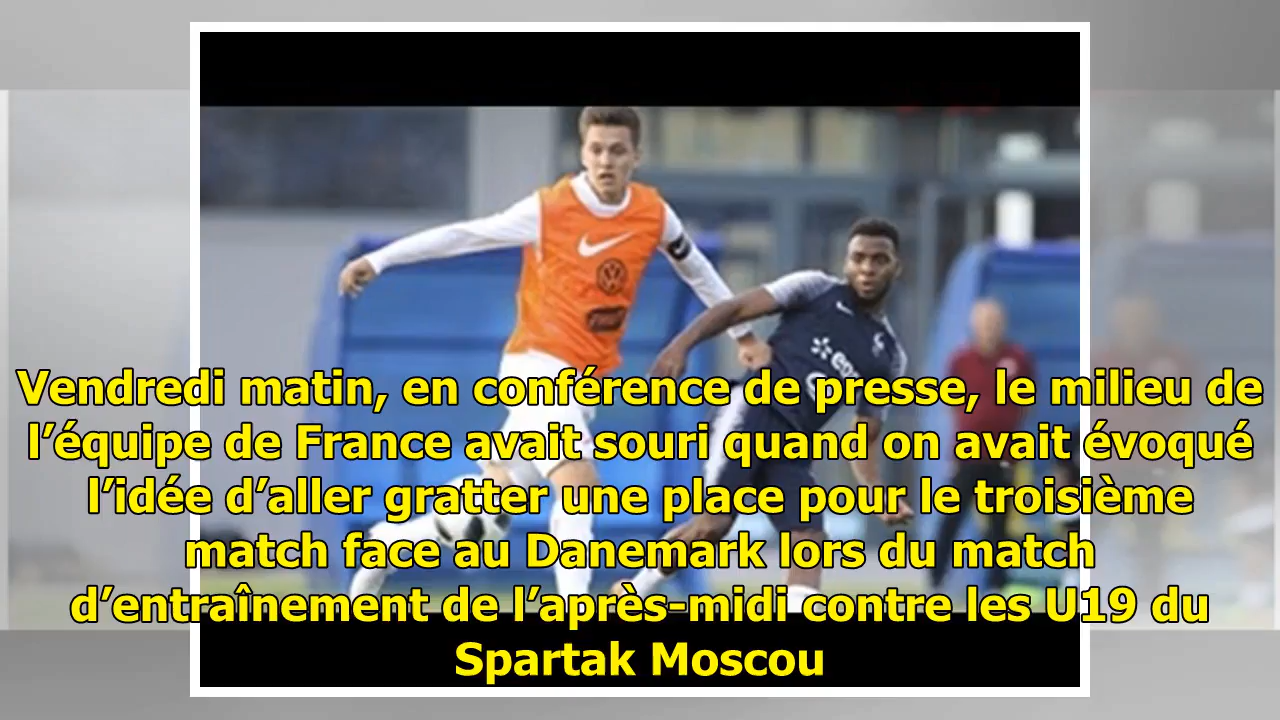 Vendredi matin, en conférence de presse, le milieu de
l’équipe de France avait souri quand on avait évoqué
l’idée d’aller gratter une place pour le troisième
match face au Danemark lors du match
d’entraînement de l’après-midi contre les U19 du
Spartak Moscou